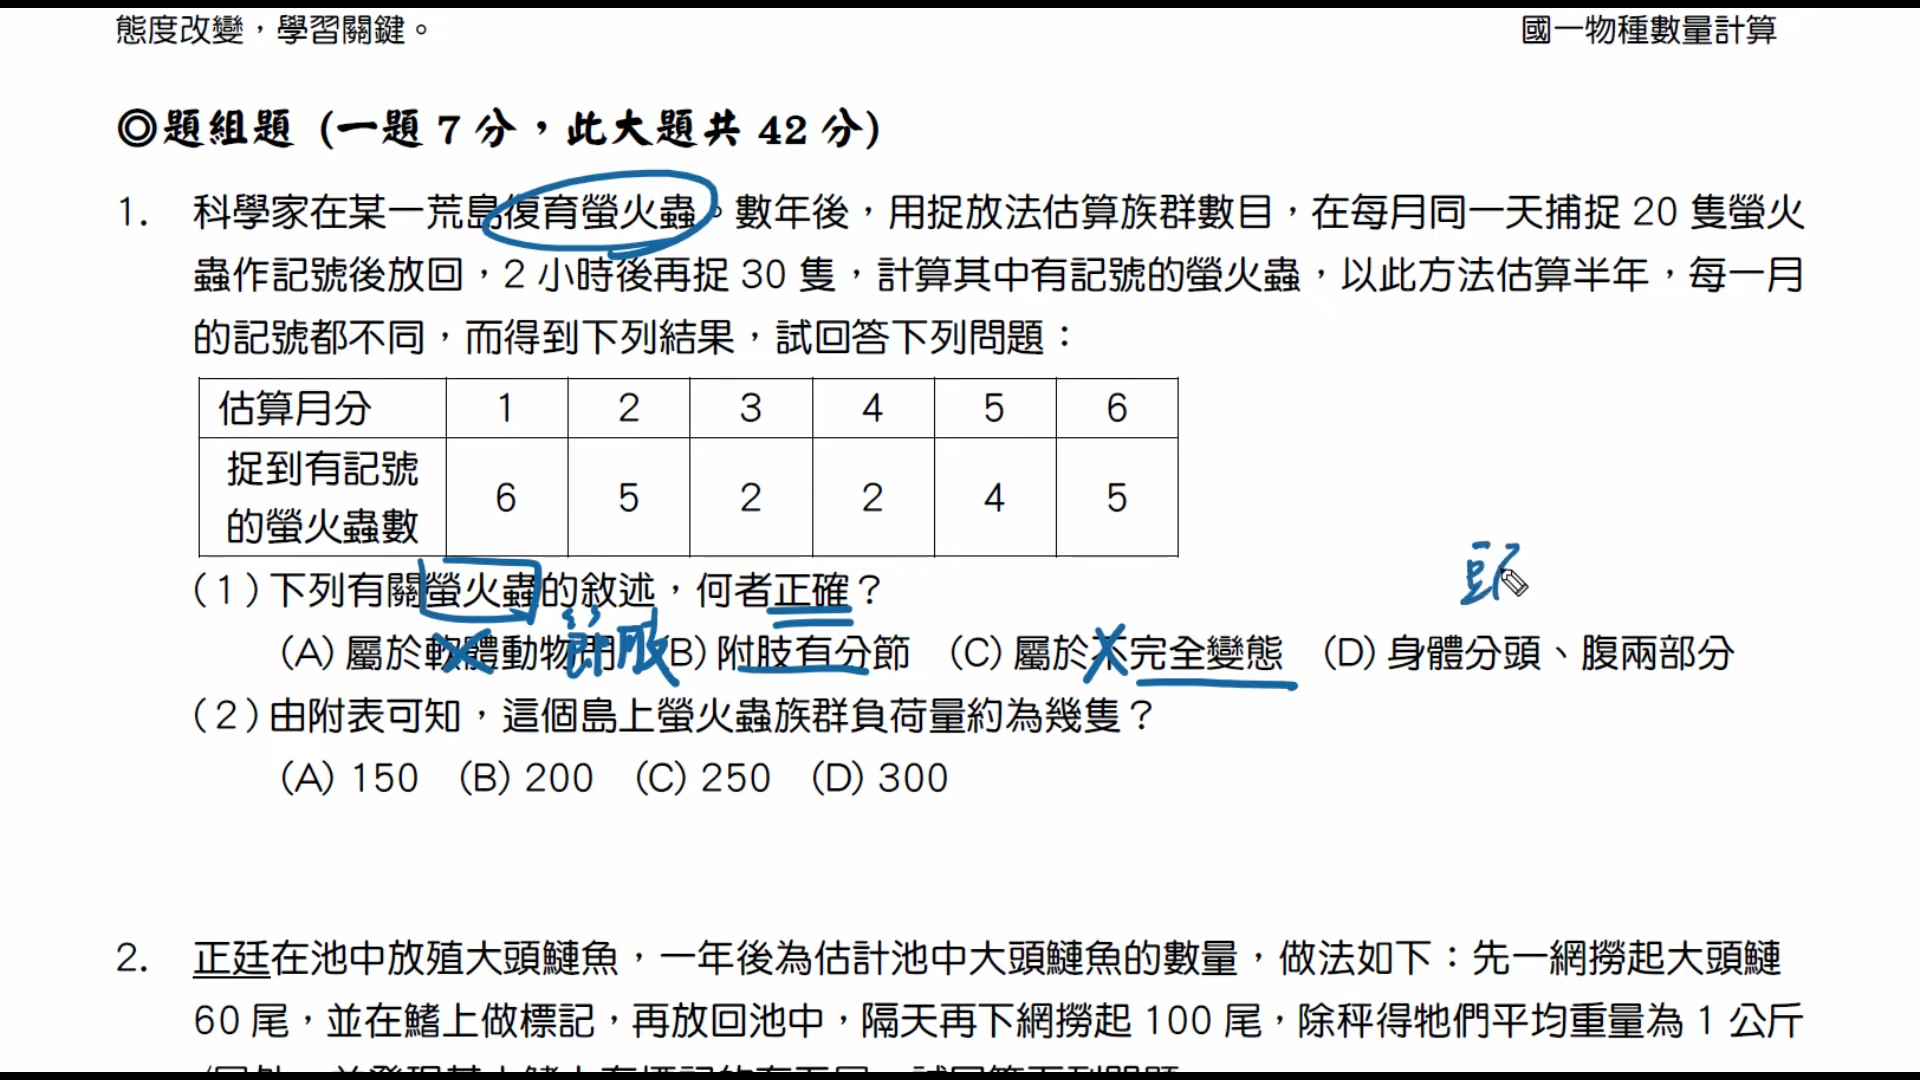 態度改變，學習關鍵。
國一物種數量計算
◎題組題（一題 7 分，此大題共 42 分）
1. 科學家在某一荒島復育螢火蟲。數年後，用捉放法估算族群數目，在每月同一天捕捉 20 隻螢火
蟲作記號後放回，2 小時後再捉 30 隻，計算其中有記號的螢火蟲，以此方法估算半年，每一月
的記號都不同，而得到下列結果，試回答下列問題：
估算月分 1 2 3 4 5 6
捉到有記號
的螢火蟲數 6 5 2 2 4 5
頭
(1)下列有關螢火蟲的敘述，何者正確？
節肢
(A)屬於軟體動物門 (B)附肢有分節 (C)屬於不完全變態 (D)身體分頭、腹兩部分
(2)由附表可知，這個島上螢火蟲族群負荷量約為幾隻？
(A) 150 (B) 200 (C) 250 (D) 300
2. 正廷在池中放殖大頭鰱魚，一年後為估計池中大頭鰱魚的數量，做法如下：先一網撈起大頭鰱
60 尾，並在鰭上做標記，再放回池中，隔天再下網撈起 100 尾，除秤得牠們平均重量為 1 公斤